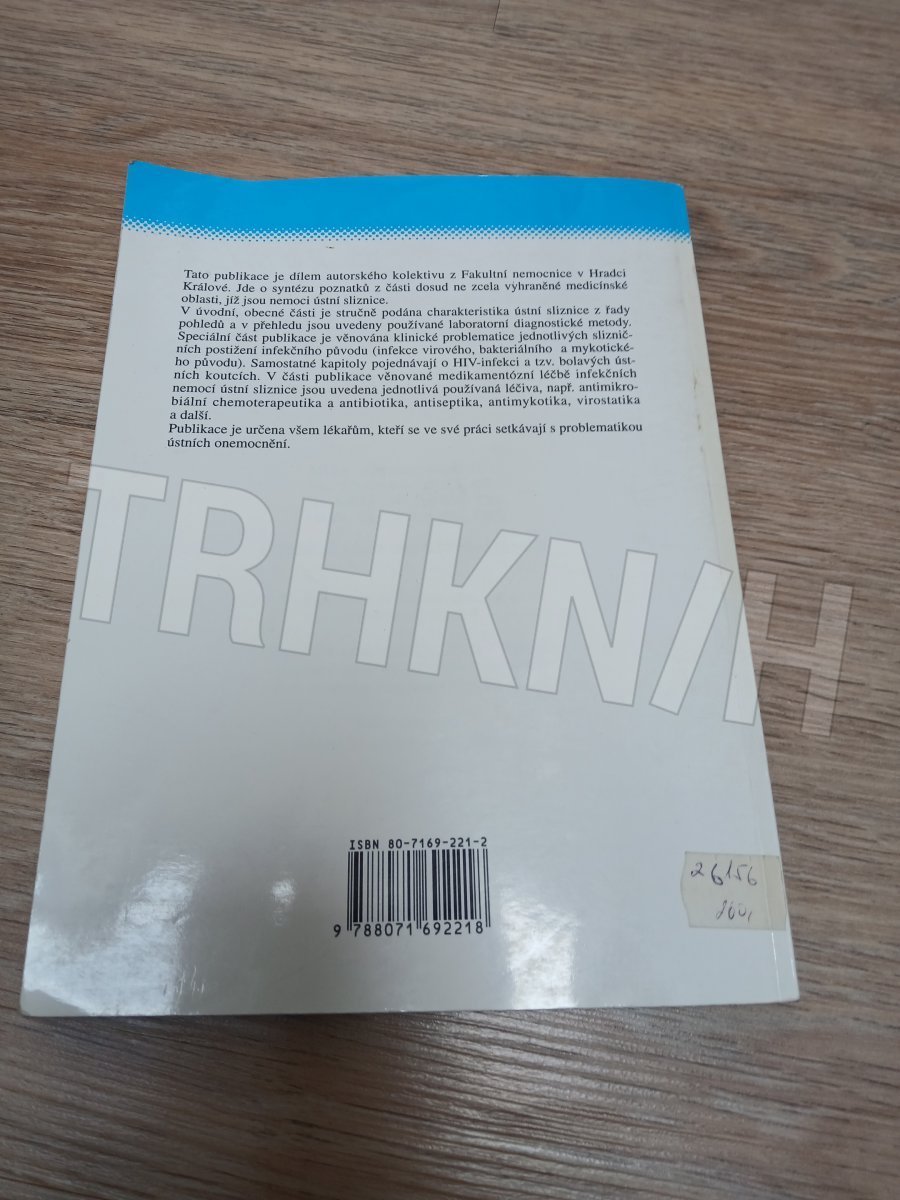 Tato publikace je dílem autorského kolektivu z Fakultní nemocnice v Hradci
Králové. Jde o syntézu poznatků z části dosud ne zcela vyhraněné medicínské
oblasti, jíž jsou nemoci ústní sliznice.
V úvodní, obecné části je stručně podána charakteristika ústní sliznice z řady
pohledů a v přehledu jsou uvedeny používané laboratorní diagnostické metody.
Speciální část publikace je věnována klinické problematice jednotlivých sliznič-
ních postižení infekčního původu (infekce virového, bakteriálního a mykotické-
ho původu). Samostatné kapitoly pojednávají o HIV-infekci a tzv. bolavých úst-
ních koutcích. V části publikace věnované medikamentózní léčbě infekčních
nemocí ústní sliznice jsou uvedena jednotlivá používaná léčiva, např. antimikro-
biální chemoterapeutika a antibiotika, antiseptika, antimykotika, virostatika
a další.
Publikace je určena všem lékařům, kteří se ve své práci setkávají s problematikou
ústních onemocnění.
TRHKNIH
ISBN 80-7169-221-2
9 788071 692218
26156